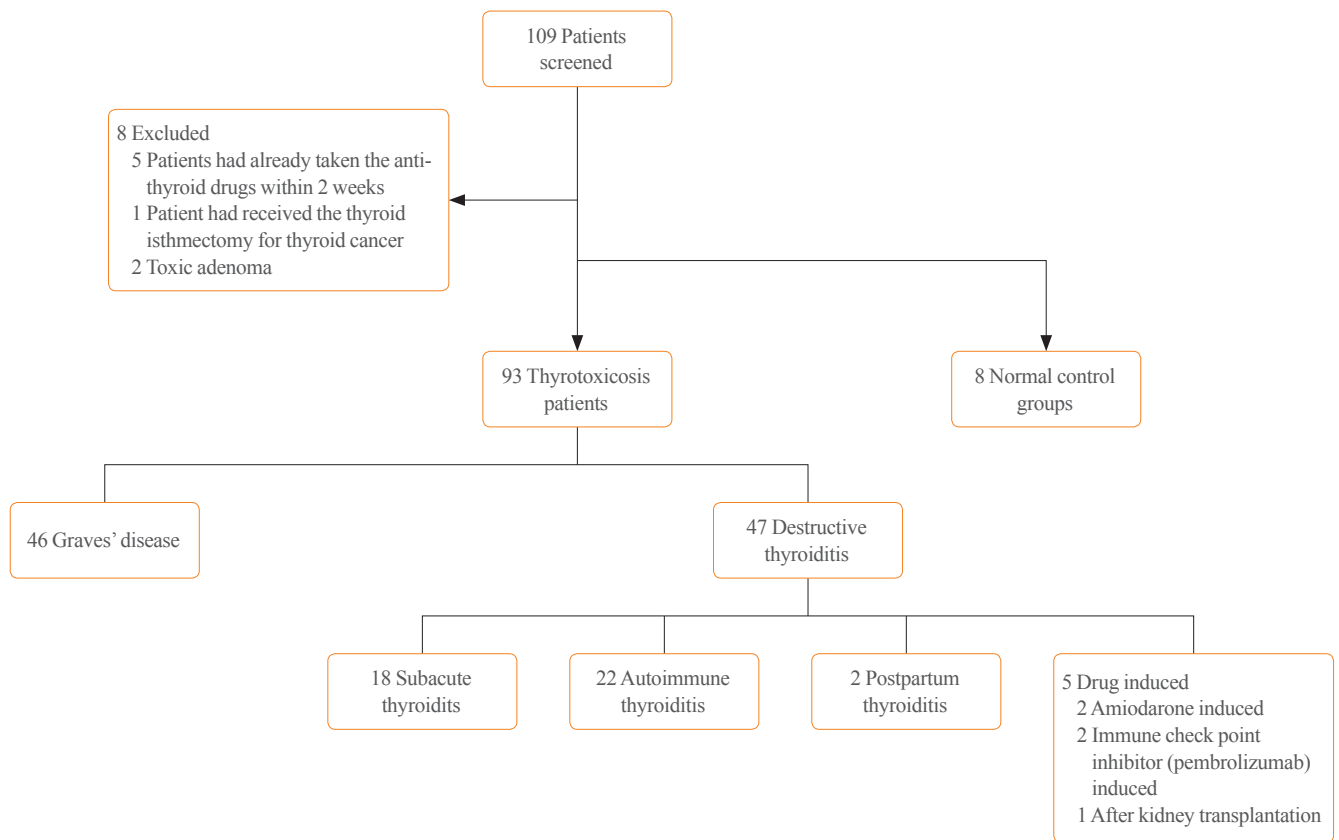 109 Patients
screened
8 Excluded
5 Patients had already taken the anti-
thyroid drugs within 2 weeks
1 Patient had received the thyroid
isthmectomy for thyroid cancer
2 Toxic adenoma
93 Thyrotoxicosis
patients
8 Normal control
groups
46 Graves’ disease
47 Destructive
thyroiditis
18 Subacute
thyroidits
22 Autoimmune
thyroiditis
2 Postpartum
thyroiditis
5 Drug induced
2 Amiodarone induced
2 Immune check point
inhibitor (pembrolizumab)
induced
1 After kidney transplantation